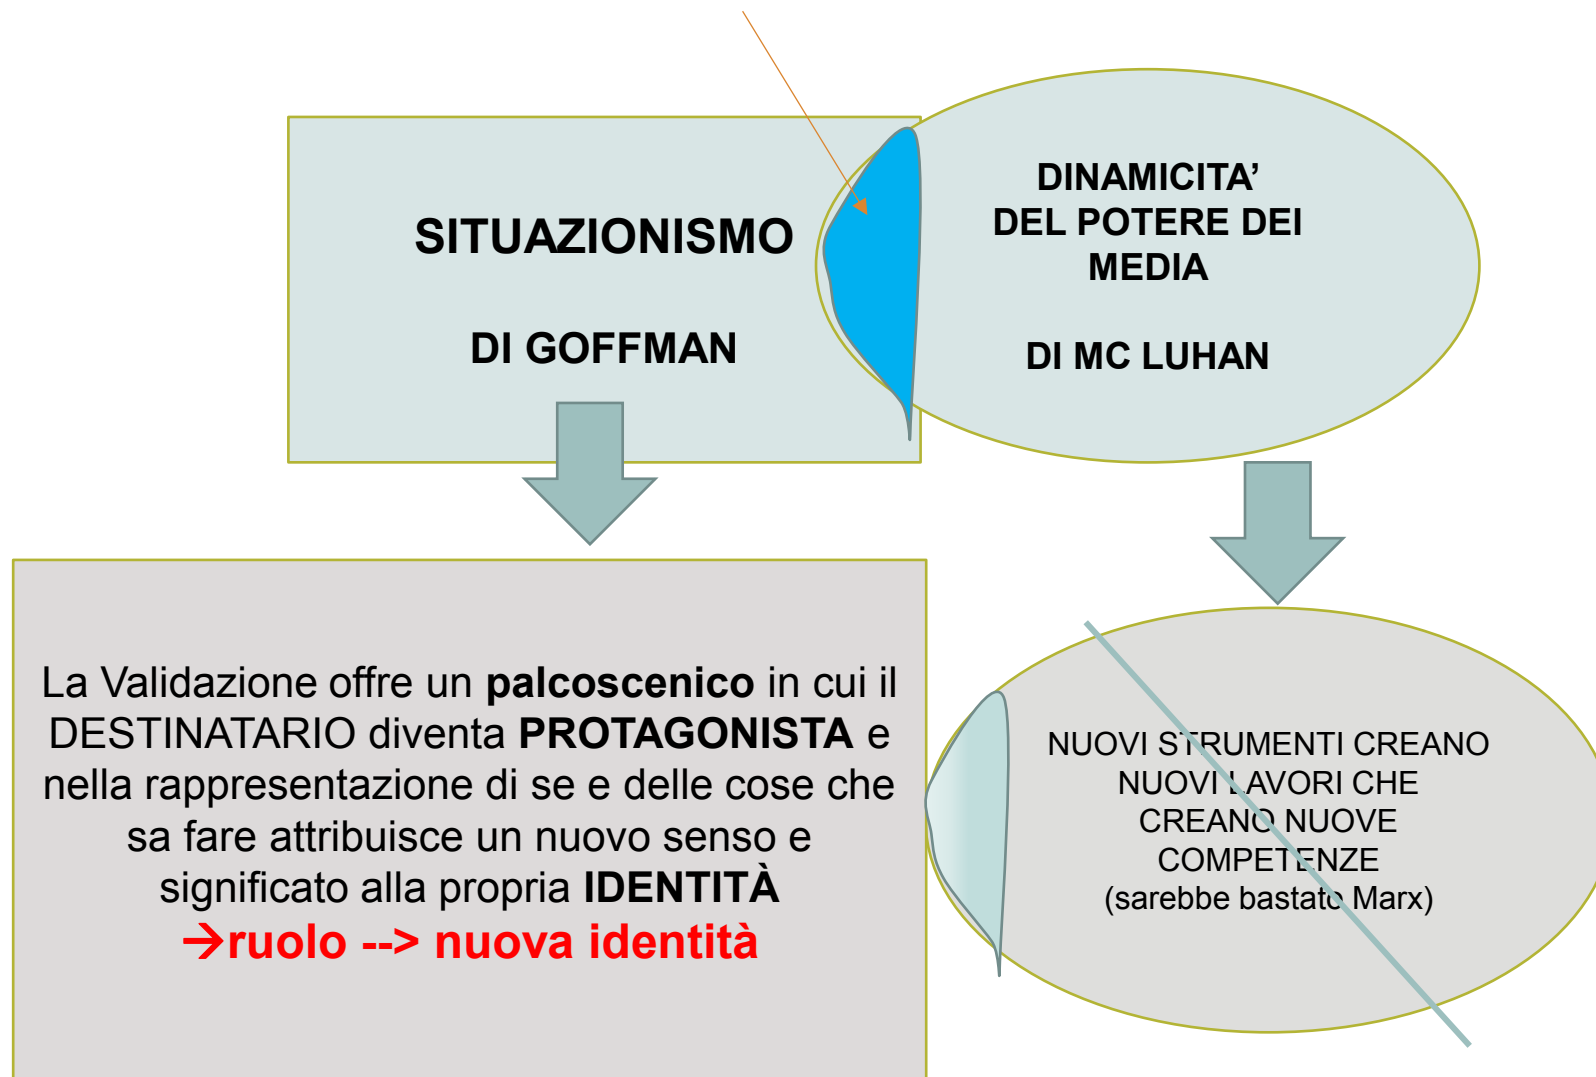 SITUAZIONISMO
DI GOFFMAN
DINAMICITA’
DEL POTERE DEI
MEDIA
DI MC LUHAN
La Validazione offre un palcoscenico in cui il
DESTINATARIO diventa PROTAGONISTA e
nella rappresentazione di se e delle cose che
sa fare attribuisce un nuovo senso e
significato alla propria IDENTITÀ
→ruolo --> nuova identità
NUOVI STRUMENTI CREANO
NUOVI LAVORI CHE
CREANO NUOVE
COMPETENZE
(sarebbe bastato Marx)